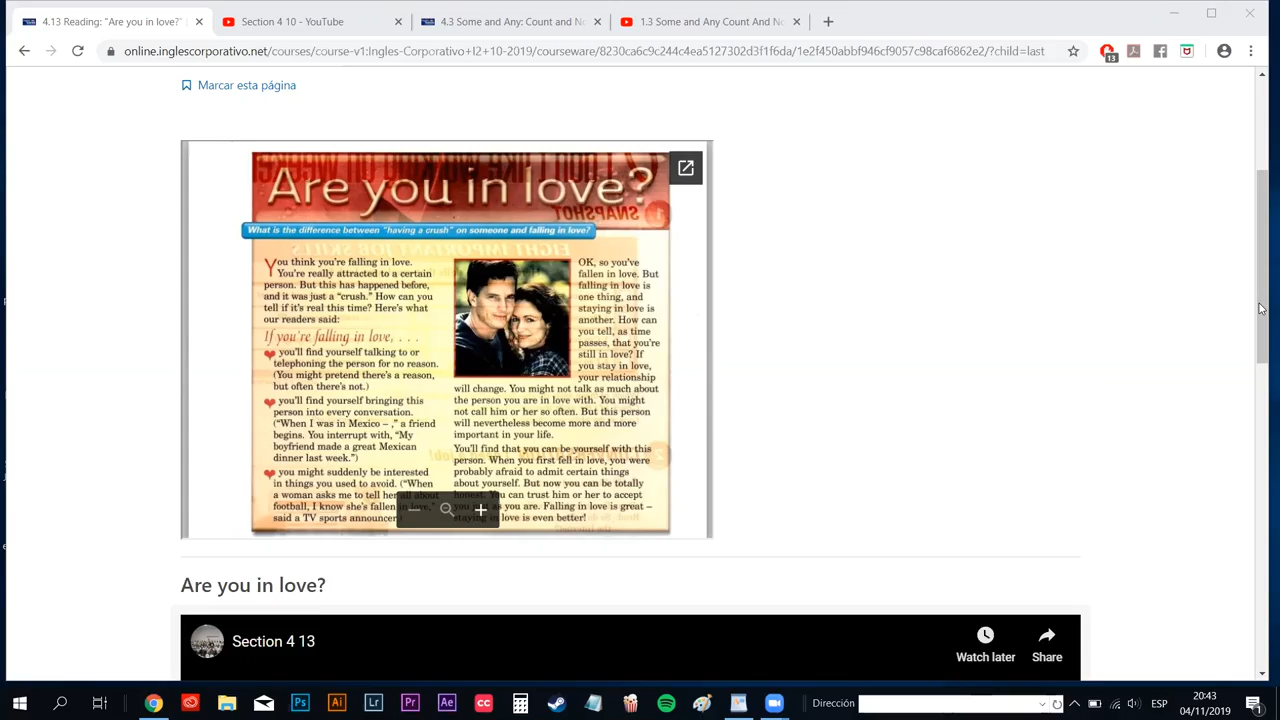 4.13 Reading: "Are you in love?"
Section 4 10 - YouTube
4.3 Some and Any: Count and No
1.3 Some and Any Count And No
online.inglescorporativo.net/courses/course-v1:Ingles-Corporativo+I2+10-2019/courseware/8230ca6c9c244c4ea5127302d3f1f6da/1e2f450abbf946cf9057c98caf6862e2/?child=last
13
Marcar esta página
Are you in love?
SNAPSHOT
What is the difference between "having a crush" on someone and falling in love?
EIGHT IMPORTANT JOB SKILLS
You think you're falling in love.
You're really attracted to a certain
person. But this has happened before,
and it was just a "crush." How can you
tell if it's real this time? Here's what
our readers said:
If you're falling in love, . . .
you'll find yourself talking to or
telephoning the person for no reason.
(You might pretend there's a reason,
but often there's not.)
you'll find yourself bringing this
person into every conversation.
("When I was in Mexico – ," a friend
begins. You interrupt with, "My
boyfriend made a great Mexican
dinner last week.")
you might suddenly be interested
in things you used to avoid. ("When
a woman asks me to tell her all about
football, I know she's fallen in love,"
said a TV sports announcer
OK, so you've
fallen in love. But
falling in love is
one thing, and
staying in love is
another. How can
you tell, as time
passes, that you're
still in love? If
you stay in love,
your relationship
will change. You might not talk as much about
the person you are in love with. You might
not call him or her so often. But this person
will nevertheless become more and more
important in your life.
You'll find that you can be yourself with this
person. When you first fell in love, you were
probably afraid to admit certain things
about yourself. But now you can be totally
honest. You can trust him or her to accept
you as you are. Falling in love is great –
staying in love is even better!
Are you in love?
Section 4 13
Watch later
Share
Dirección
ESP
20:43
04/11/2019